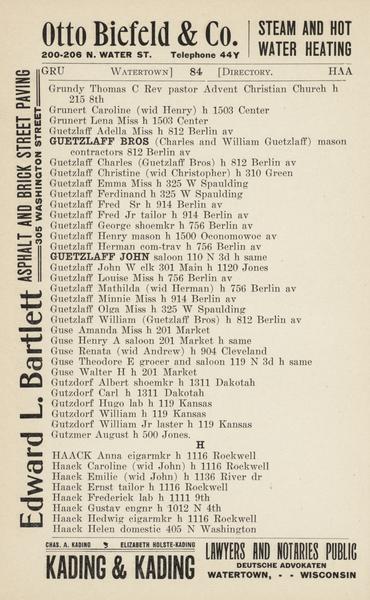 Otto Biefeld & Co.
200-206 N. WATER ST. Telephone 44Y
STEAM AND HOT
WATER HEATING
GRU WATERTOWN] 84 [DIRECTORY. HAA
Grundy Thomas C Rev pastor Advent Christian Church h
215 8th
Grunert Caroline (wid Henry) h 1503 Center
Grunert Lena Miss h 1503 Center
Guetzlaff Adella Miss h 812 Berlin av
GUETZLAFF BROS (Charles and William Guetzlaff) mason
contractors 812 Berlin av
Guetzlaff Charles (Guetzlaff Bros) h 812 Berlin av
Guetzlaff Christine (wid Christopher) h 310 Green
Guetzlaff Emma Miss h 325 W Spaulding
Guetzlaff Ferdinand h 325 W Spaulding
Guetzlaff Fred Sr h 914 Berlin av
Guetzlaff Fred Jr tailor h 914 Berlin av
Guetzlaff George shoemkr h 756 Berlin av
Guetzlaff Henry mason h 1500 Oconomowoc av
Guetzlaff Herman com-trav h 756 Berlin av
GUETZLAFF JOHN saloon 110 N 3d h same
Guetzlaff John W clk 301 Main h 1120 Jones
Guetzlaff Louise Miss h 756 Berlin av
Guetzlaff Mathilda (wid Herman) h 756 Berlin av
Guetzlaff Minnie Miss h 914 Berlin av
Guetzlaff Olga Miss h 325 W Spaulding
Guetzlaff William (Guetzlaff Bros) h 812 Berlin av
Guse Amanda Miss h 201 Market
Guse Henry A saloon 201 Market h same
Guse Renata (wid Andrew) h 904 Cleveland
Guse Theodore E grocer and saloon 119 N 3d h same
Guse Walter H h 201 Market
Gutzdorf Albert shoemkr h 1311 Dakotah
Gutzdorf Carl h 1311 Dakotah
Gutzdorf Hugo lab h 119 Kansas
Gutzdorf William h 119 Kansas
Gutzdorf William Jr laster h 119 Kansas
Gutzmer August h 500 Jones.
H
HAACK Anna cigarmkr h 1116 Rockwell
Haack Caroline (wid John) h 1116 Rockwell
Haack Emilie (wid John) h 1136 River dr
Haack Ernst tailor h 1116 Rockwell
Haack Frederick lab h 1111 9th
Haack Gustav engnr h 1012 N 4th
Haack Hedwig cigarmkr h 1116 Rockwell
Haack Helen domestic 405 N Washington
Edward L. Bartlett
ASPHALT AND BRICK STREET PAVING
305 WASHINGTON STREET
CHAS. A. KADING ELIZABETH HOLSTE-KADING
KADING & KADING
LAWYERS AND NOTARIES PUBLIC
DEUTSCHE ADVOKATEN
WATERTOWN, - - WISCONSIN